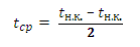 t_ср = (t_н.к. − t_н.к.) / 2